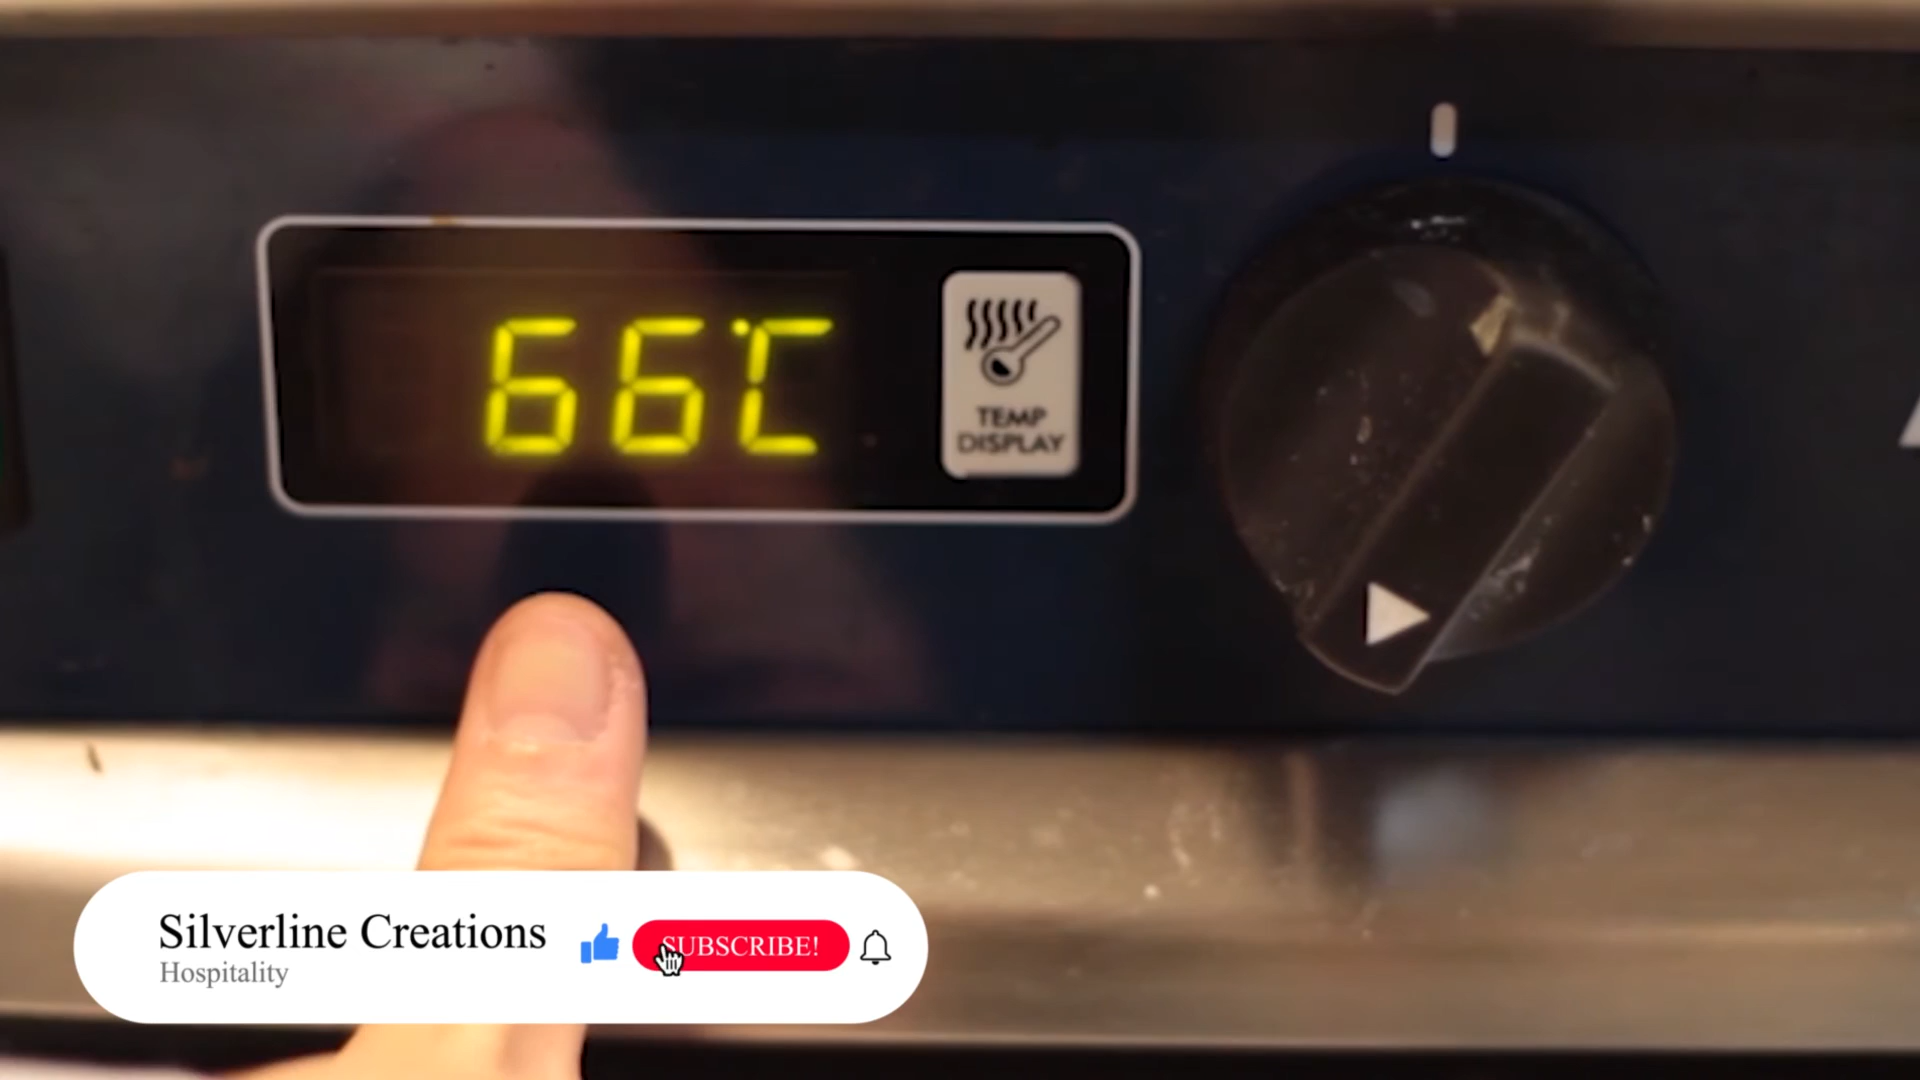 66°C
TEMP
DISPLAY
Silverline Creations
Hospitality
SUBSCRIBE!